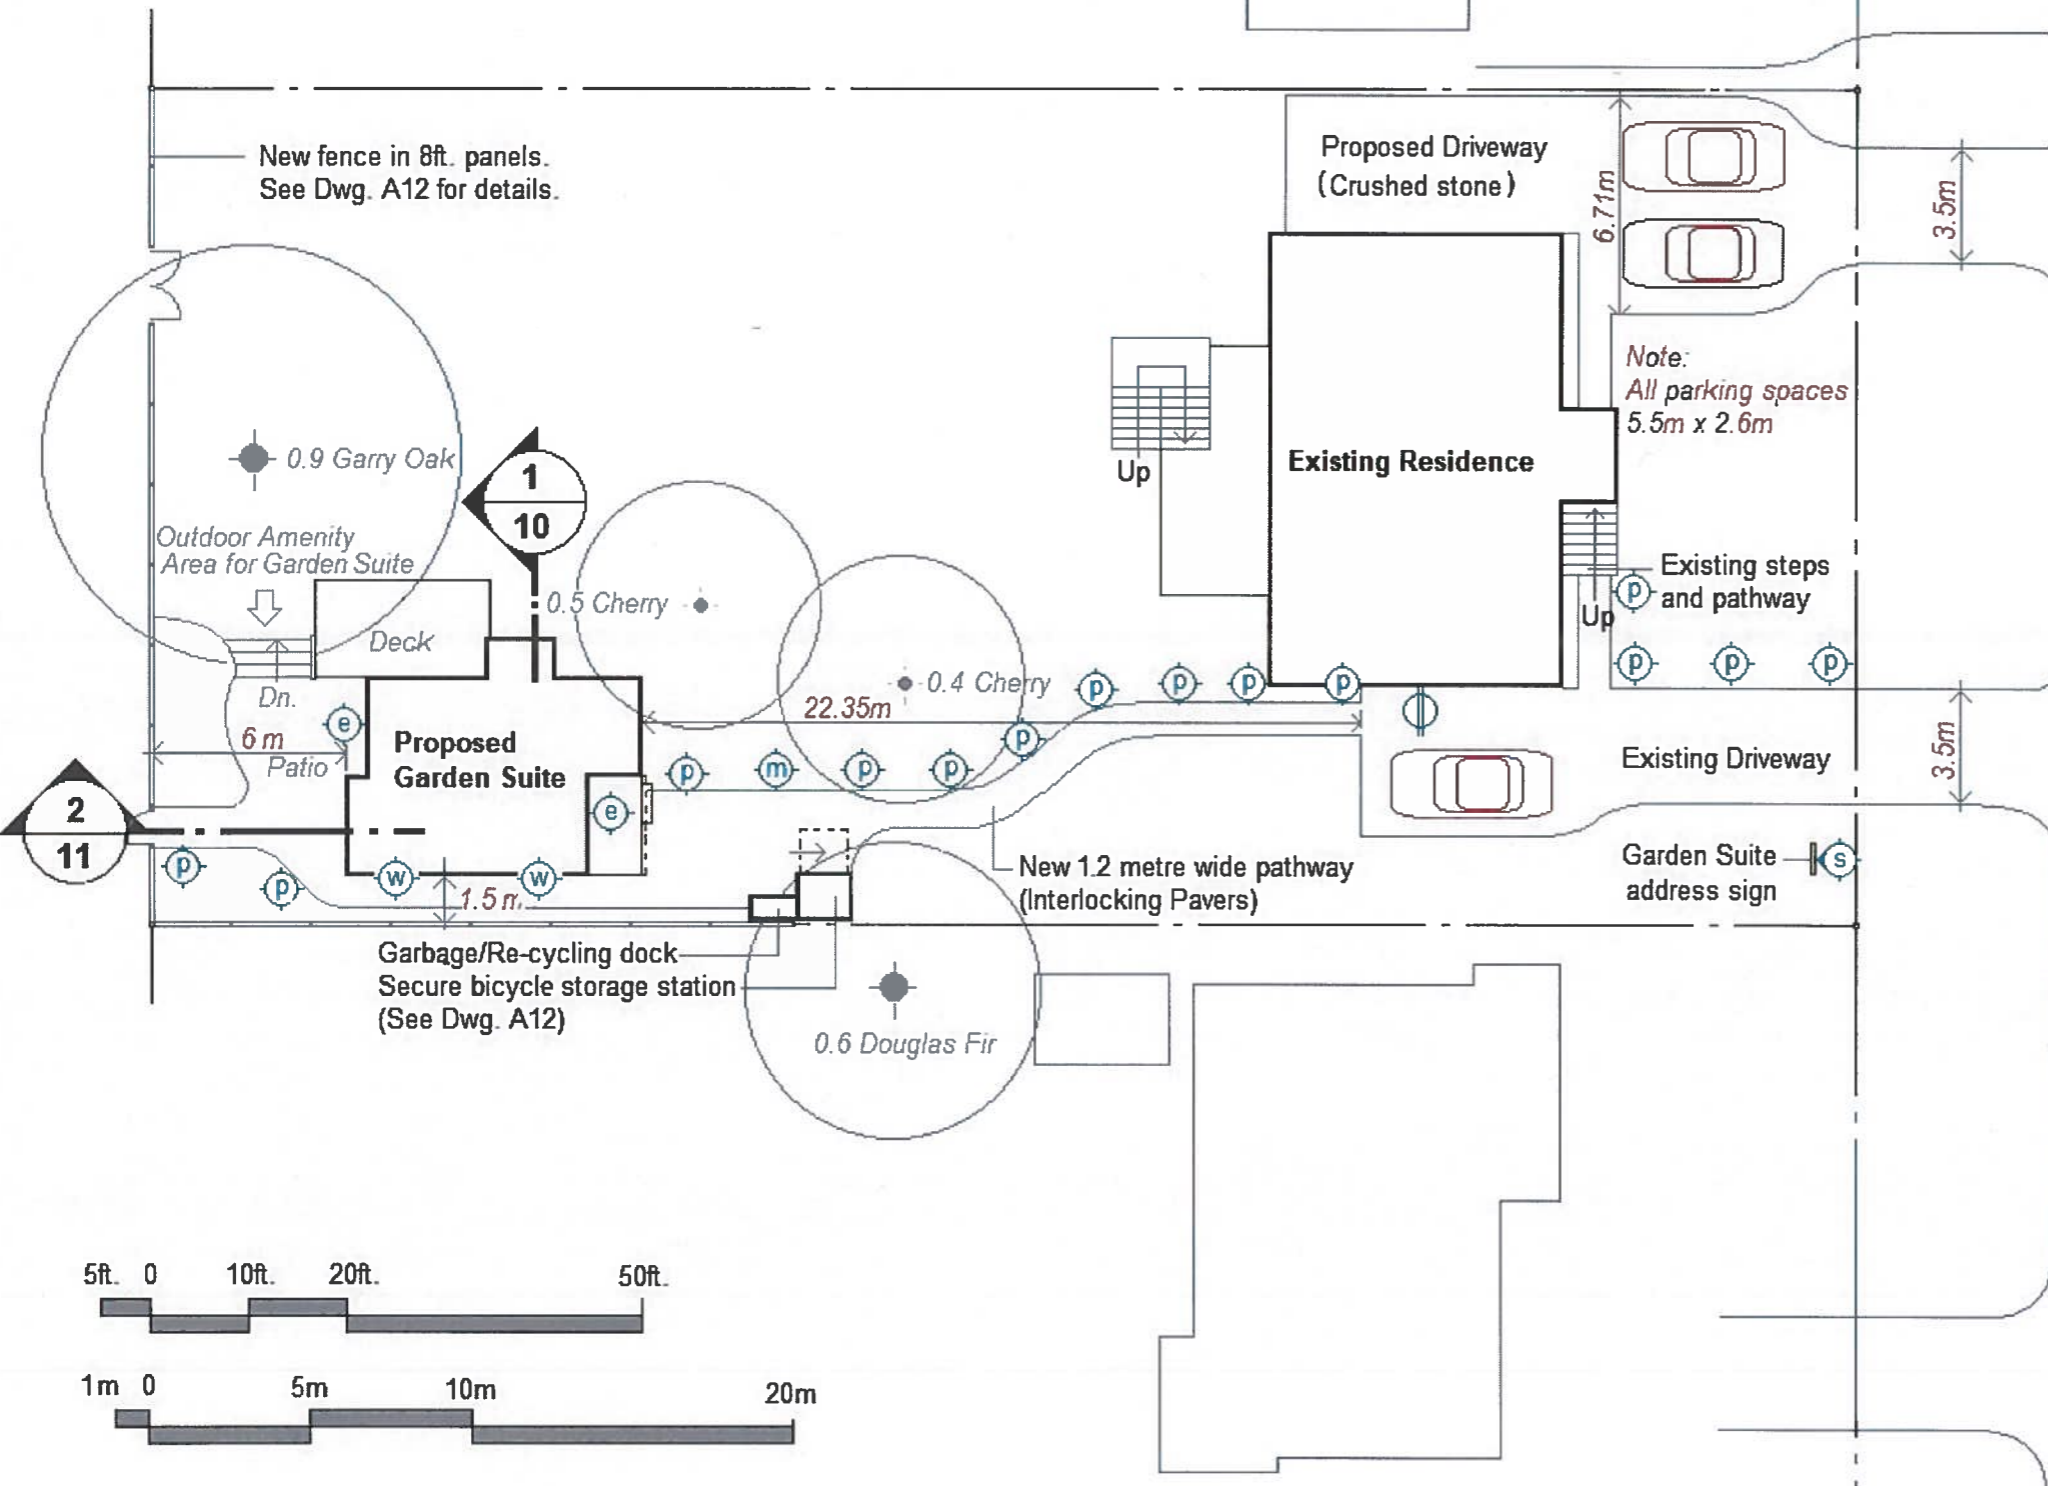 New fence in 8ft. panels.
See Dwg. A12 for details.
Proposed Driveway
(Crushed stone)
6.71m
3.5m
Note:
All parking spaces
5.5m x 2.6m
0.9 Garry Oak
1
10
Up
Existing Residence
Outdoor Amenity
Area for Garden Suite
0.5 Cherry
Existing steps
and pathway
p
Up
Deck
Dn.
0.4 Cherry
p
p
p
p
p
p
p
e
22.35m
6 m
Patio
Proposed
Garden Suite
p
m
p
p
p
Existing Driveway
3.5m
e
2
11
p
p
w
w
1.5 m
New 1.2 metre wide pathway
(Interlocking Pavers)
Garden Suite
address sign
s
Garbage/Re-cycling dock
Secure bicycle storage station
(See Dwg. A12)
0.6 Douglas Fir
5ft. 0 10ft. 20ft. 50ft.
1m 0 5m 10m 20m